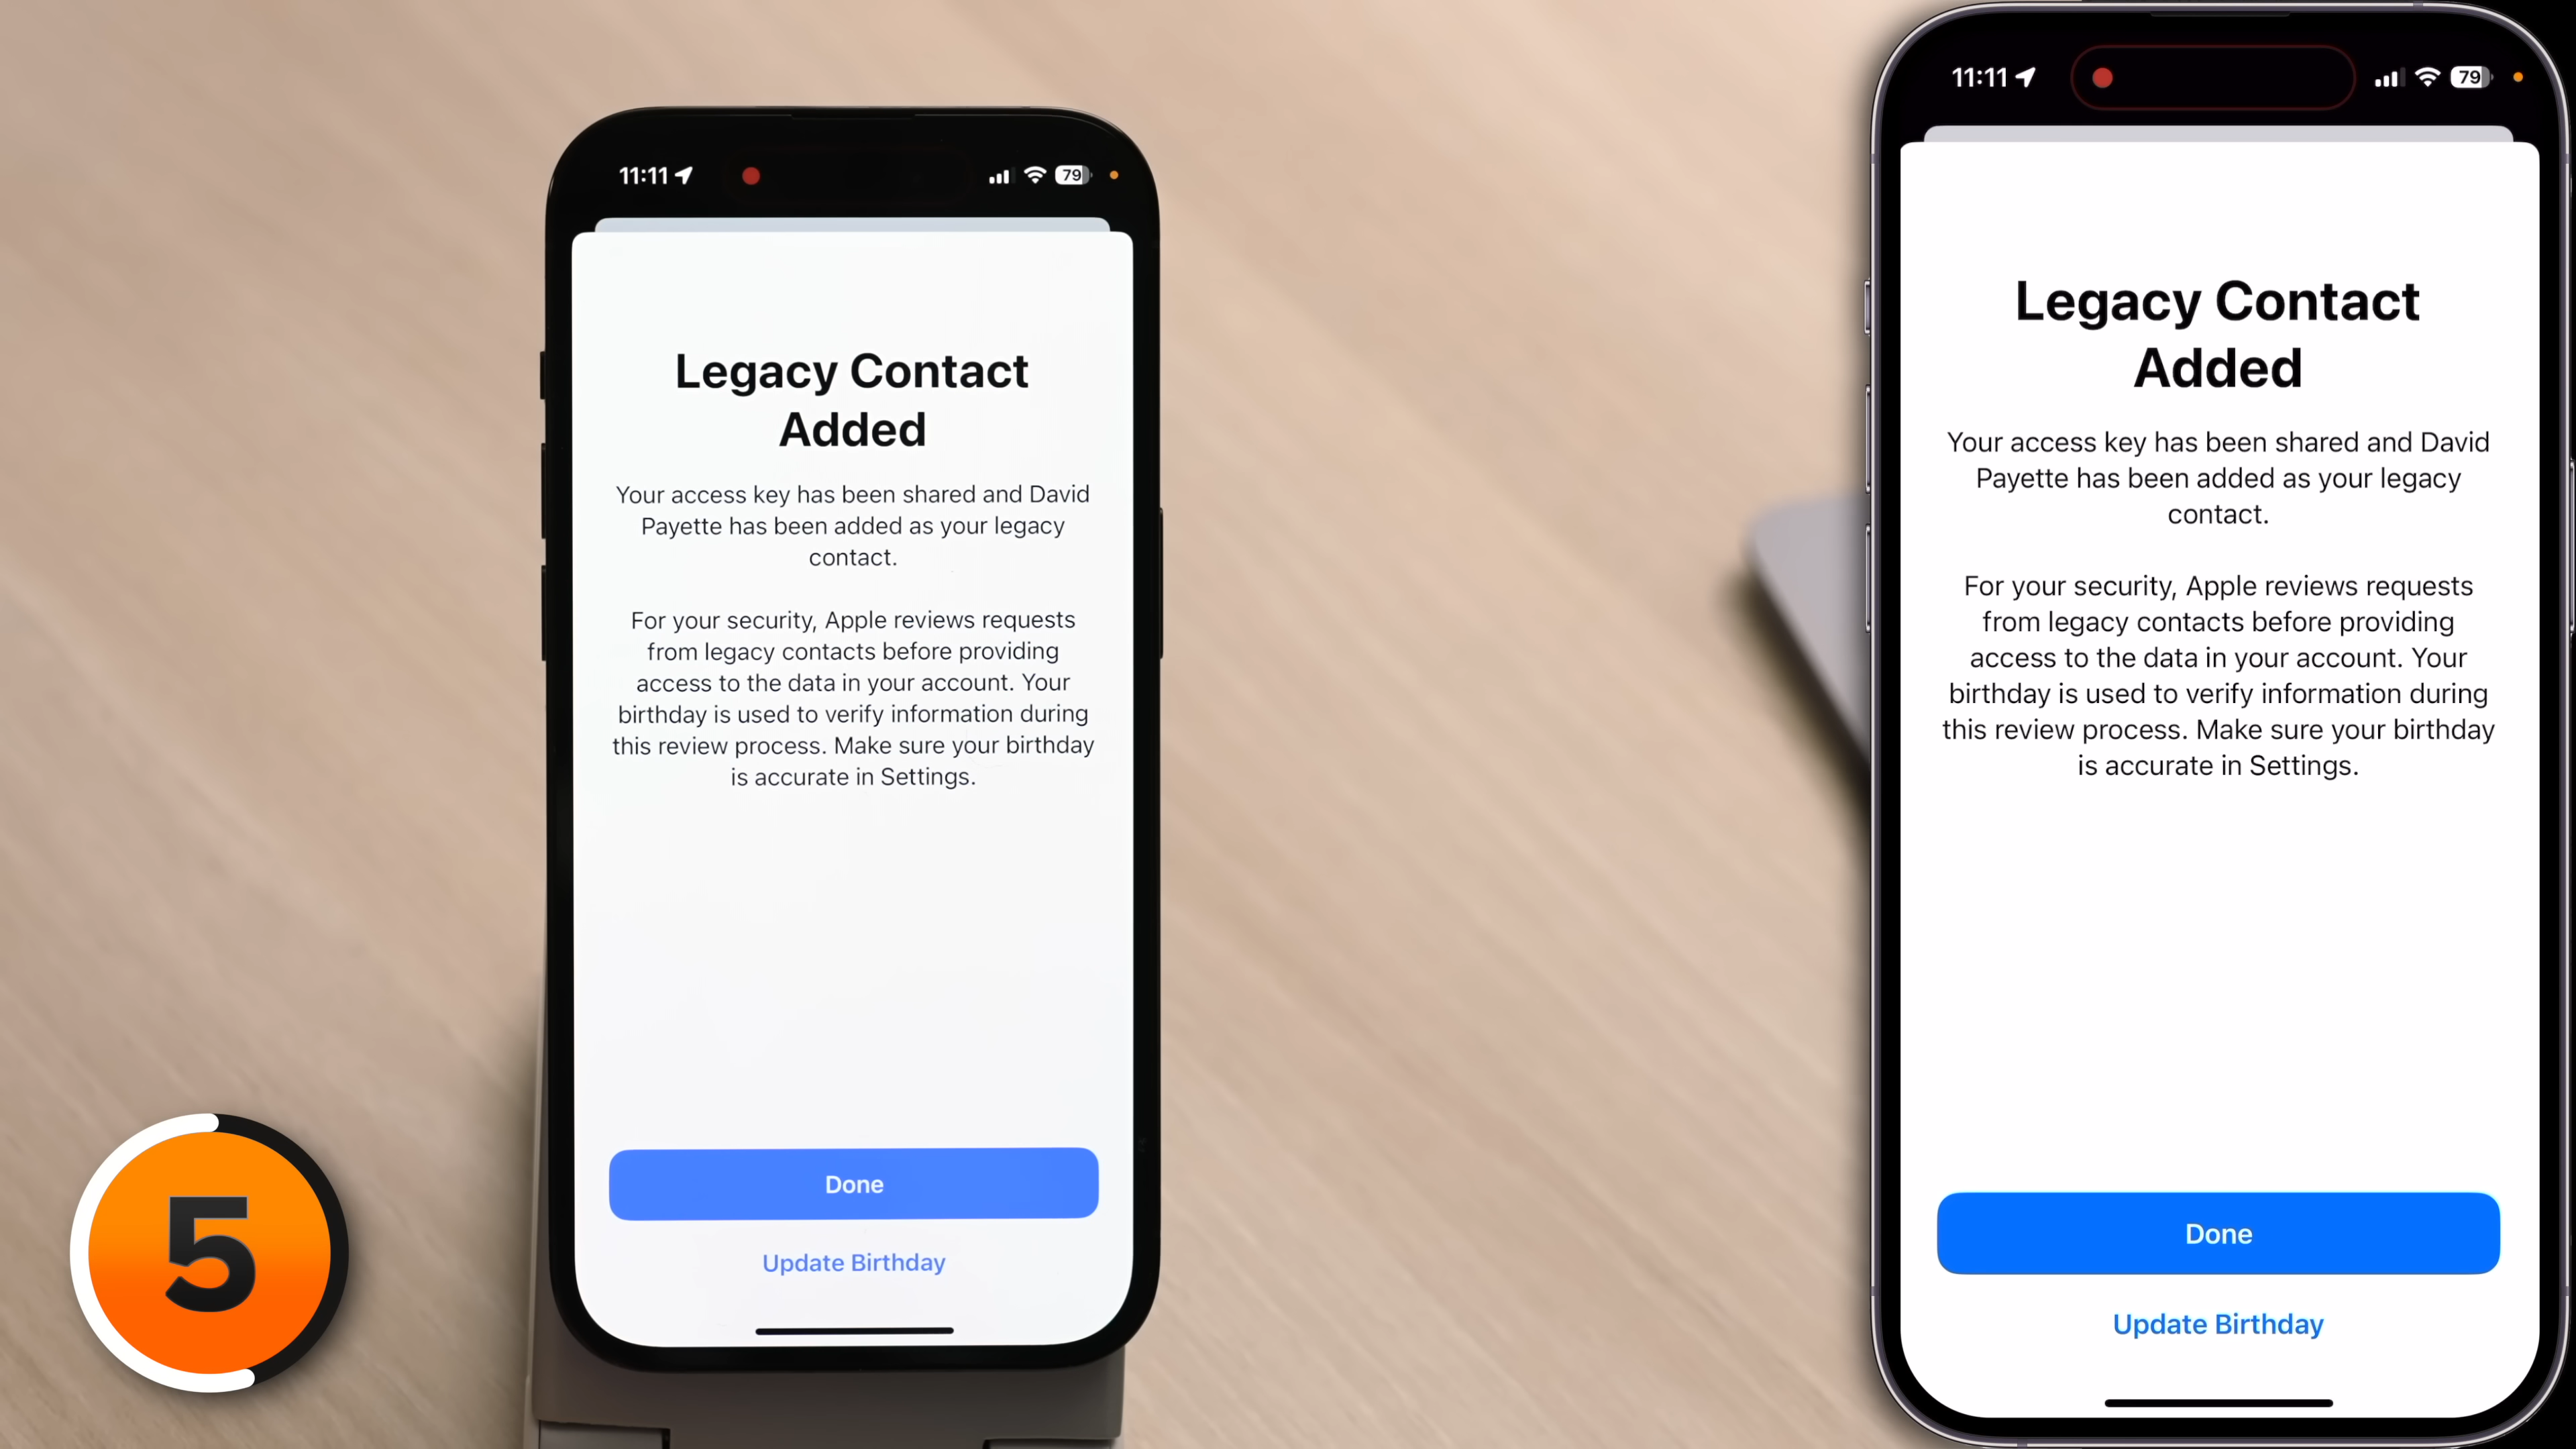 11:11
79
Legacy Contact
Added
Your access key has been shared and David
Payette has been added as your legacy
contact.
For your security, Apple reviews requests
from legacy contacts before providing
access to the data in your account. Your
birthday is used to verify information during
this review process. Make sure your birthday
is accurate in Settings.
Done
Update Birthday
5
11:11
79
Legacy Contact
Added
Your access key has been shared and David
Payette has been added as your legacy
contact.
For your security, Apple reviews requests
from legacy contacts before providing
access to the data in your account. Your
birthday is used to verify information during
this review process. Make sure your birthday
is accurate in Settings.
Done
Update Birthday